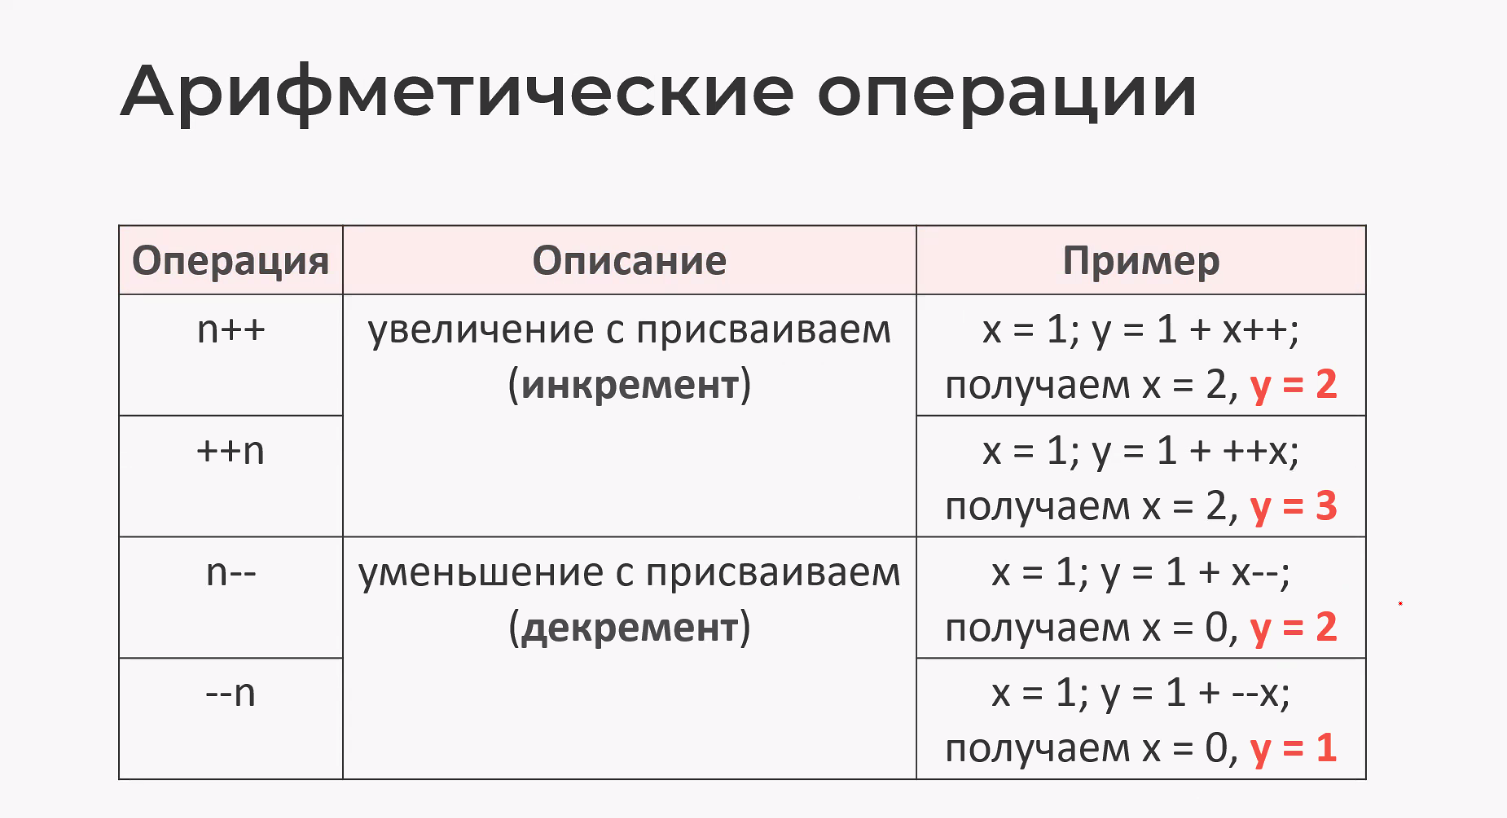 Арифметические операции
Операция
Описание
Пример
n++
увеличение с присваиваем
(инкремент)
x = 1; y = 1 + x++;
получаем x = 2, y = 2
++n
x = 1; y = 1 + ++x;
получаем x = 2, y = 3
n--
уменьшение с присваиваем
(декремент)
x = 1; y = 1 + x--;
получаем x = 0, y = 2
--n
x = 1; y = 1 + --x;
получаем x = 0, y = 1